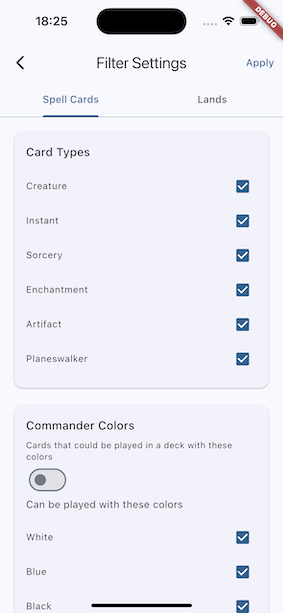 18:25
DEBUG
Filter Settings
Apply
Spell Cards
Lands
Card Types
Creature
Instant
Sorcery
Enchantment
Artifact
Planeswalker
Commander Colors
Cards that could be played in a deck with these
colors
Can be played with these colors
White
Blue
Black